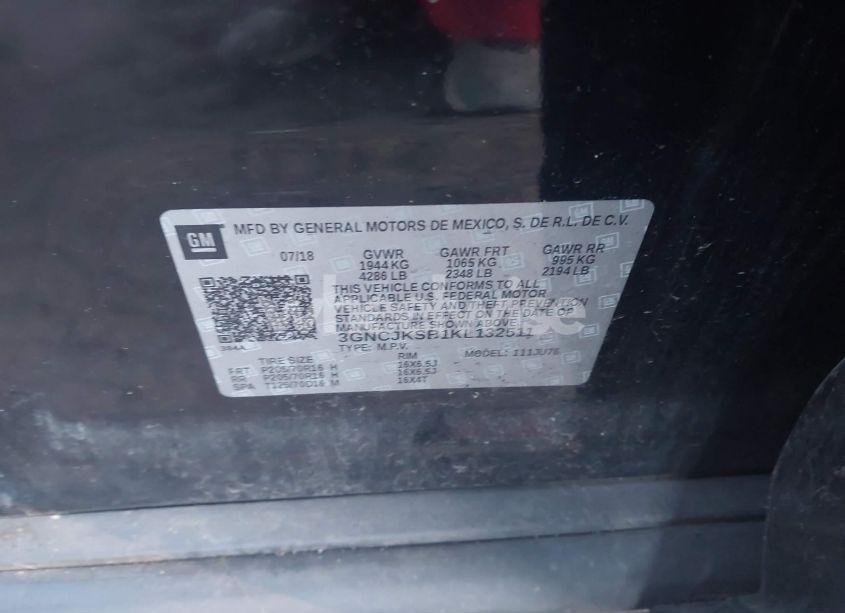 GM
MFD BY GENERAL MOTORS DE MEXICO, S. DE R.L. DE C.V.
07/18 GVWR GAWR FRT GAWR RR
1944 KG 1065 KG 995 KG
4286 LB 2348 LB 2194 LB
THIS VEHICLE CONFORMS TO ALL
APPLICABLE U.S. FEDERAL MOTOR
VEHICLE SAFETY AND THEFT PREVENTION
STANDARDS IN EFFECT ON THE DATE OF
MANUFACTURE SHOWN ABOVE.
3GNCJKSB1KL132511
TYPE: M.P.V. MODEL: 1JU76
TIRE SIZE RIM
FRT P205/70R16 H 16X6.5J
RR P205/70R16 H 16X6.5J
SPA 16X4T